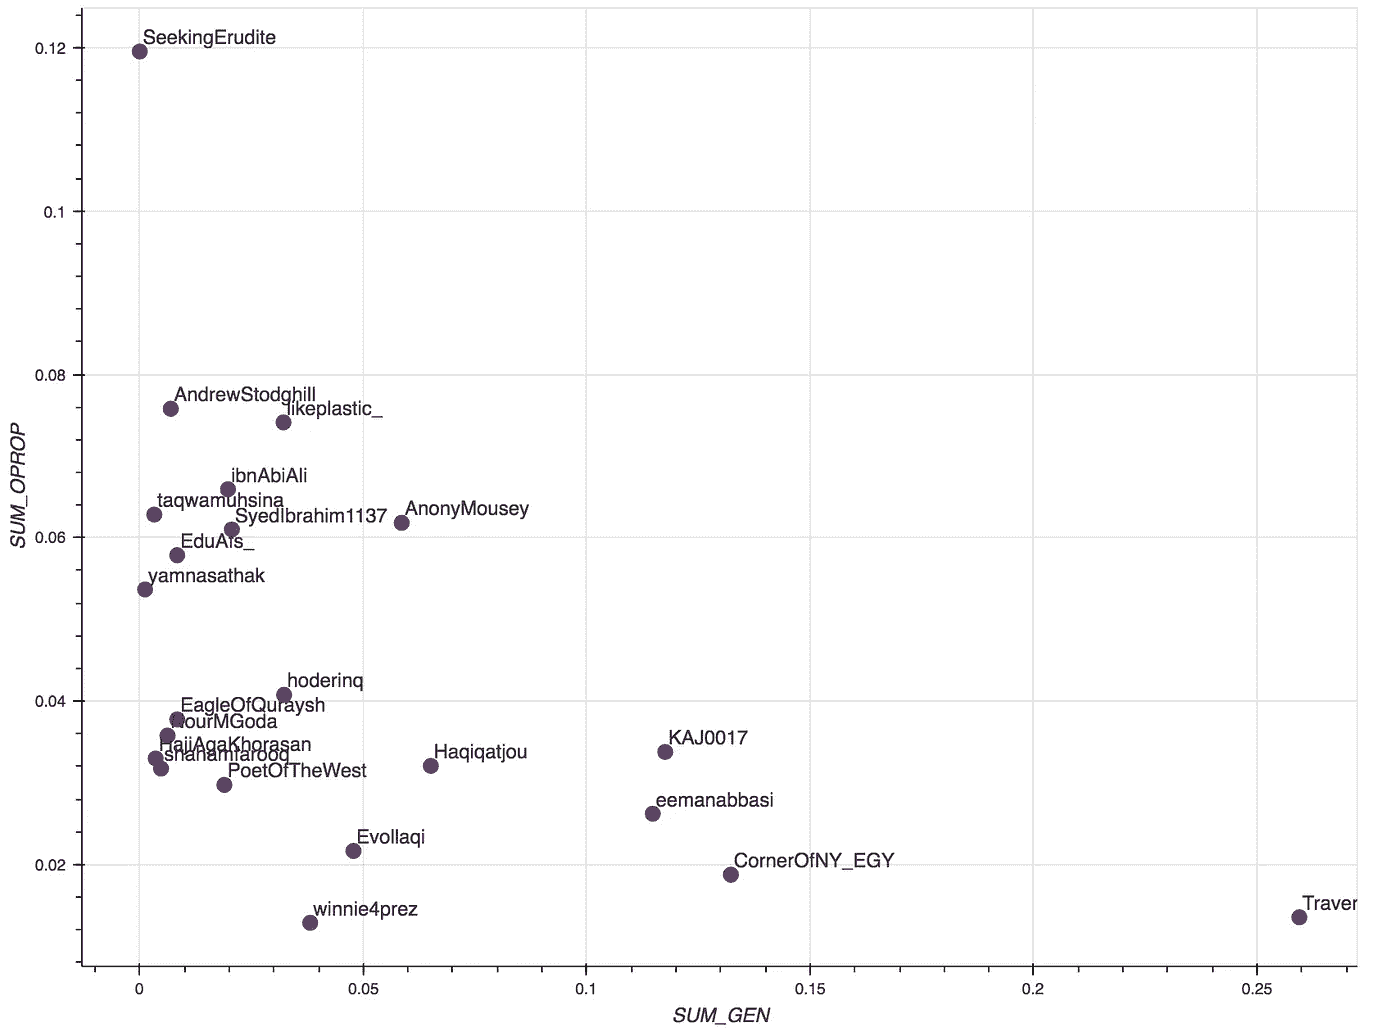 SeekingErudite
0.12
0.1
0.08
AndrewStodghill
likeplastic_
ibnAbiAli
taqwamuhsina
AnonyMousey
SyedIbrahim1137
SUM_OPROP
0.06
EduAfs_
yamnasathak
hoderinq
0.04
EagleOfQuraysh
NourMGoda
KAJ0017
HajiAgaKhorasan
Haqiqatjou
shahamfarooq_
PoetOfTheWest
eemanabbasi
Evollaqi
0.02
CornerOfNY_EGY
Traver
winnie4prez
0 0.05 0.1 0.15 0.2 0.25
SUM_GEN